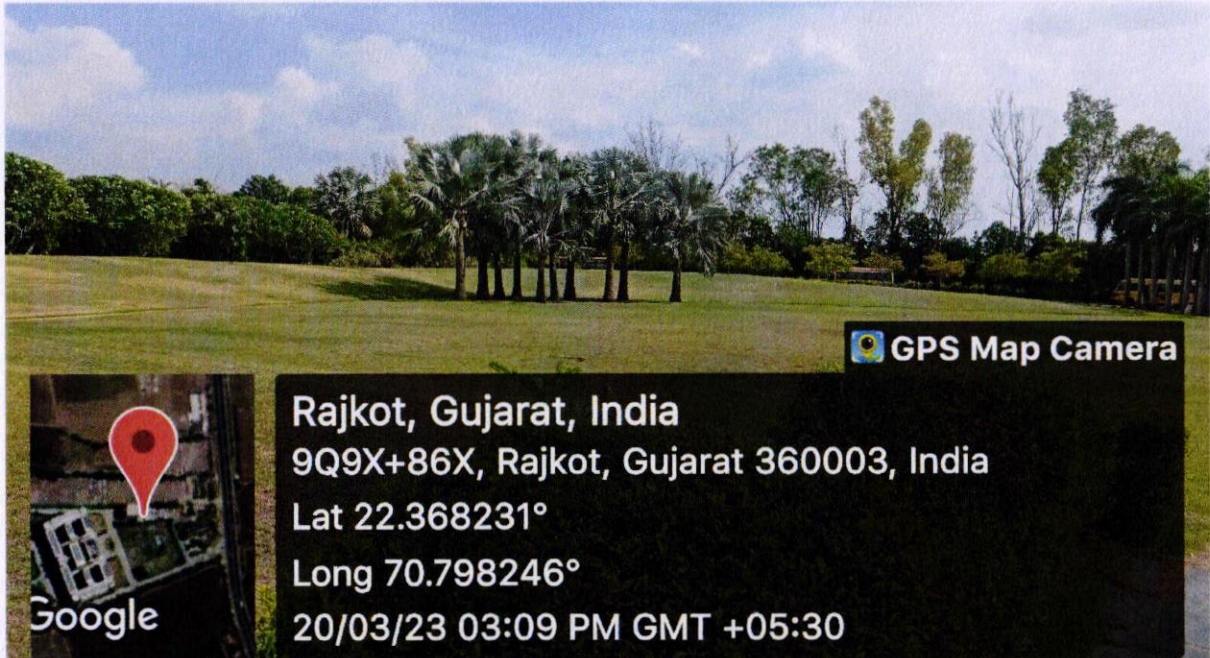 GPS Map Camera
Rajkot, Gujarat, India
9Q9X+86X, Rajkot, Gujarat 360003, India
Lat 22.368231°
Long 70.798246°
20/03/23 03:09 PM GMT +05:30
Google